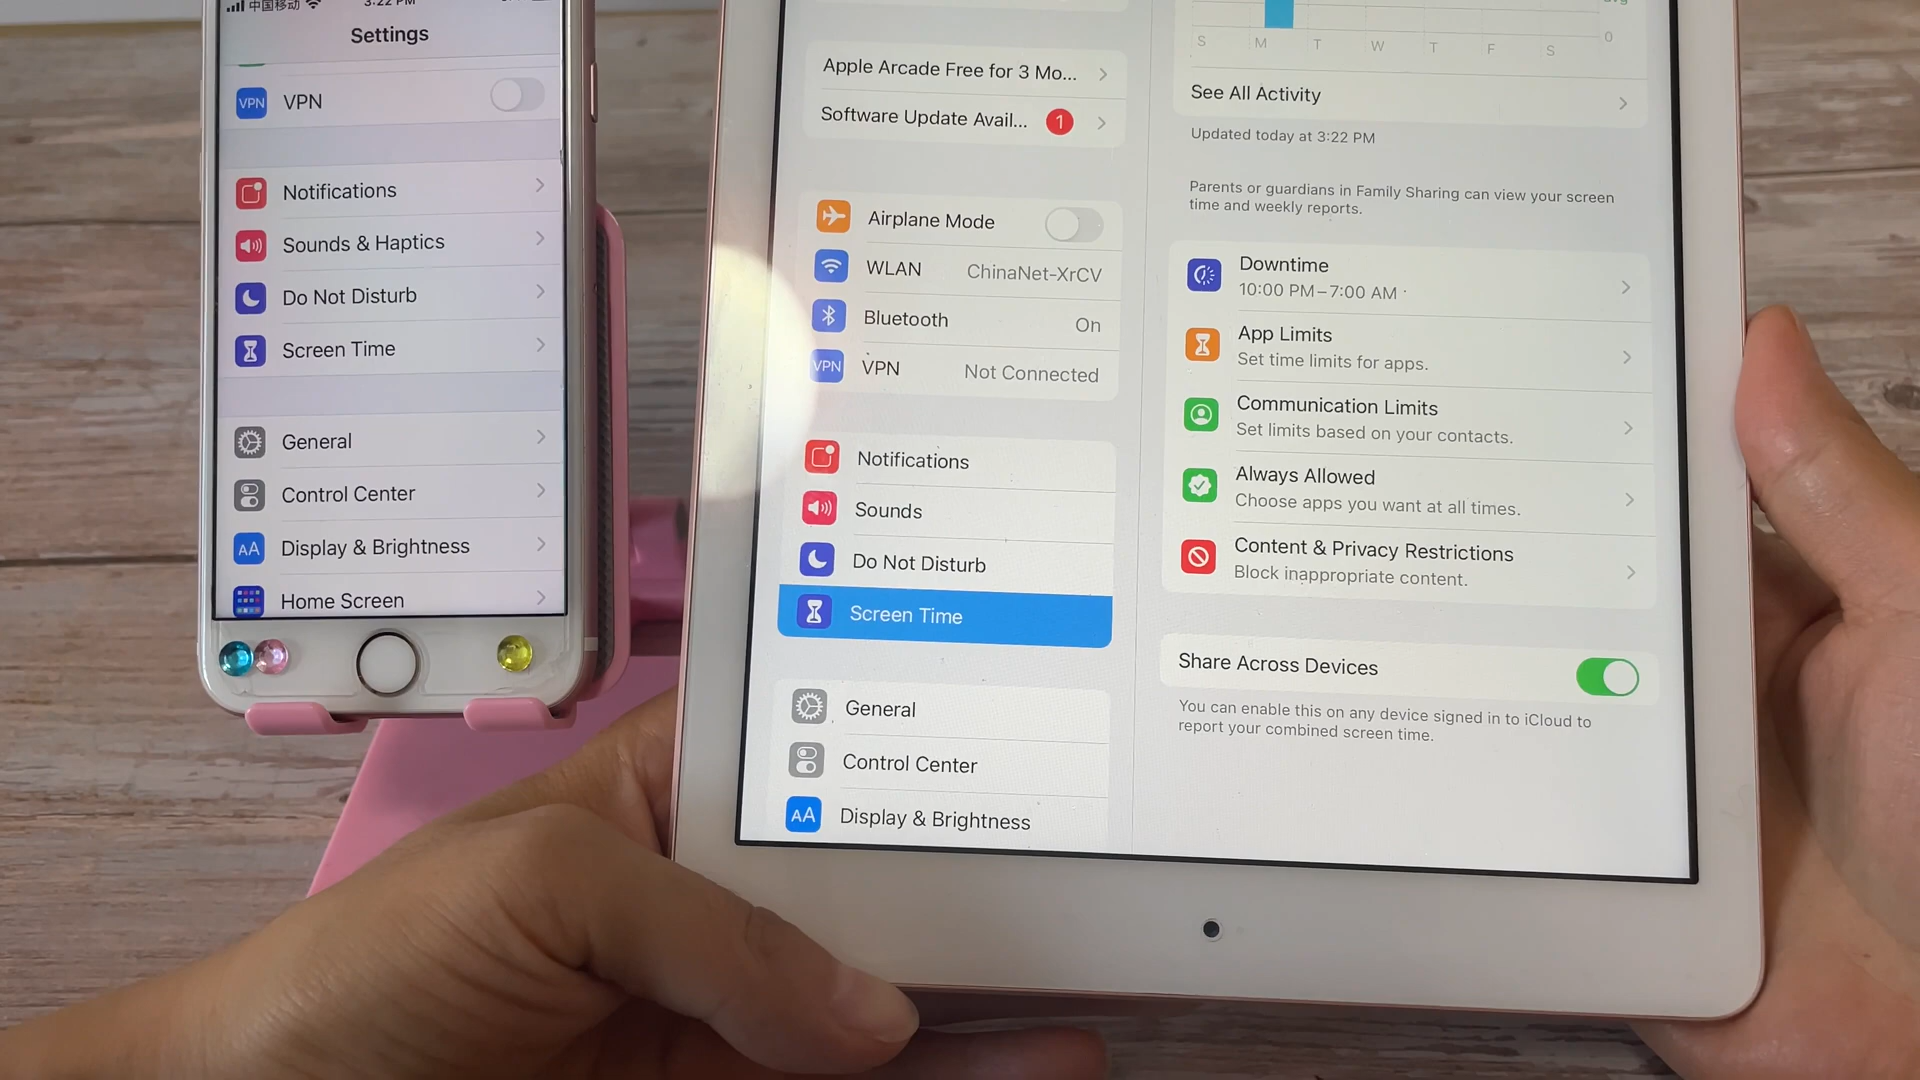 中国移动
3:22 PM
Settings
VPN
VPN
Notifications
Sounds & Haptics
Do Not Disturb
Screen Time
General
Control Center
AA
Display & Brightness
Home Screen
Apple Arcade Free for 3 Mo...
Software Update Avail...
1
Airplane Mode
WLAN
ChinaNet-XrCV
Bluetooth
On
VPN
VPN
Not Connected
Notifications
Sounds
Do Not Disturb
Screen Time
General
Control Center
AA
Display & Brightness
avg
0
S M T W T F S
See All Activity
Updated today at 3:22 PM
Parents or guardians in Family Sharing can view your screen
time and weekly reports.
Downtime
10:00 PM–7:00 AM
App Limits
Set time limits for apps.
Communication Limits
Set limits based on your contacts.
Always Allowed
Choose apps you want at all times.
Content & Privacy Restrictions
Block inappropriate content.
Share Across Devices
You can enable this on any device signed in to iCloud to
report your combined screen time.